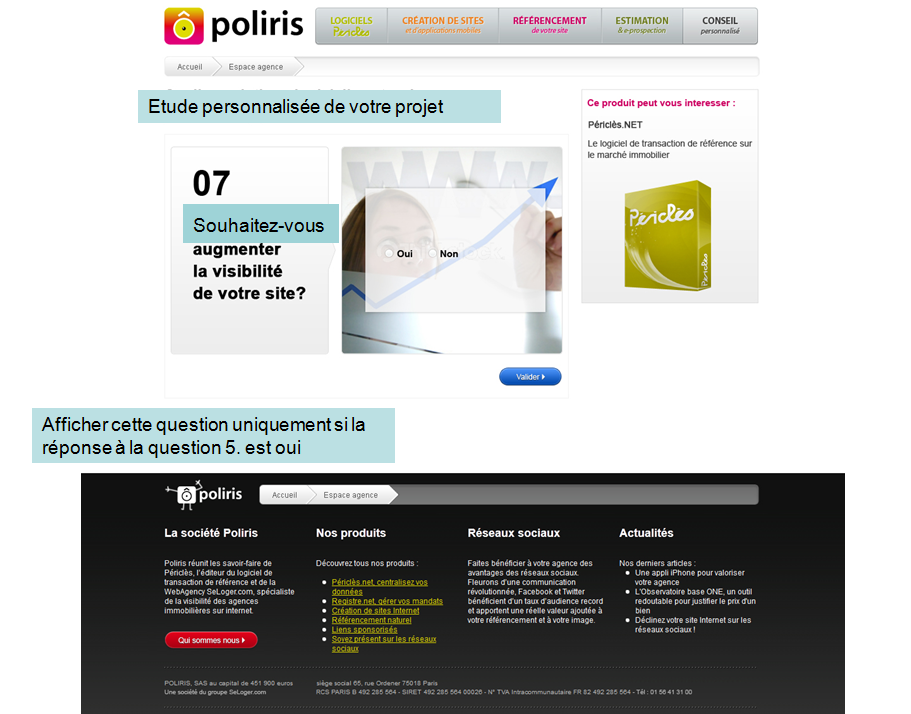 poliris
LOGICIELS
Périclès
CRÉATION DE SITES
et d'applications mobiles
RÉFÉRENCEMENT
de votre site
ESTIMATION
& e-prospection
CONSEIL
personnalisé
Accueil
Espace agence
Etude personnalisée de votre projet
07
Souhaitez-vous
augmenter
la visibilité
de votre site?
WWW
Oui
Non
Valider
Ce produit peut vous interesser :
Périclès.NET
Le logiciel de transaction de référence sur
le marché immobilier
Périclès
Périclès
Afficher cette question uniquement si la
réponse à la question 5. est oui
poliris
Accueil
Espace agence
La société Poliris
Poliris réunit les savoir-faire de
Périclès, l'éditeur du logiciel de
transaction de référence et de la
WebAgency SeLoger.com, spécialiste
de la visibilité des agences
immobilières sur internet.
Qui sommes nous
Nos produits
Découvrez tous nos produits :
Périclès.net, centralisez vos
données
Registre.net, gérer vos mandats
Création de sites Internet
Référencement naturel
Liens sponsorisés
Soyez présent sur les réseaux
sociaux
Réseaux sociaux
Faites bénéficier à votre agence des
avantages des réseaux sociaux.
Fleurons d'une communication
révolutionnée, Facebook et Twitter
bénéficient d'un taux d'audience record
et apportent une réelle valeur ajoutée à
votre référencement et à votre image.
Actualités
Nos derniers articles :
Une appli iPhone pour valoriser
votre agence
L'Observatoire base ONE, un outil
redoutable pour justifier le prix d'un
bien
Déclinez votre site Internet sur les
réseaux sociaux !
POLIRIS, SAS au capital de 451 900 euros
Une société du groupe SeLoger.com
siège social 65, rue Ordener 75018 Paris
RCS PARIS B 492 285 564 - SIRET 492 285 564 00026 - N° TVA Intracommunautaire FR 82 492 285 564 - Tél : 01 56 41 31 00